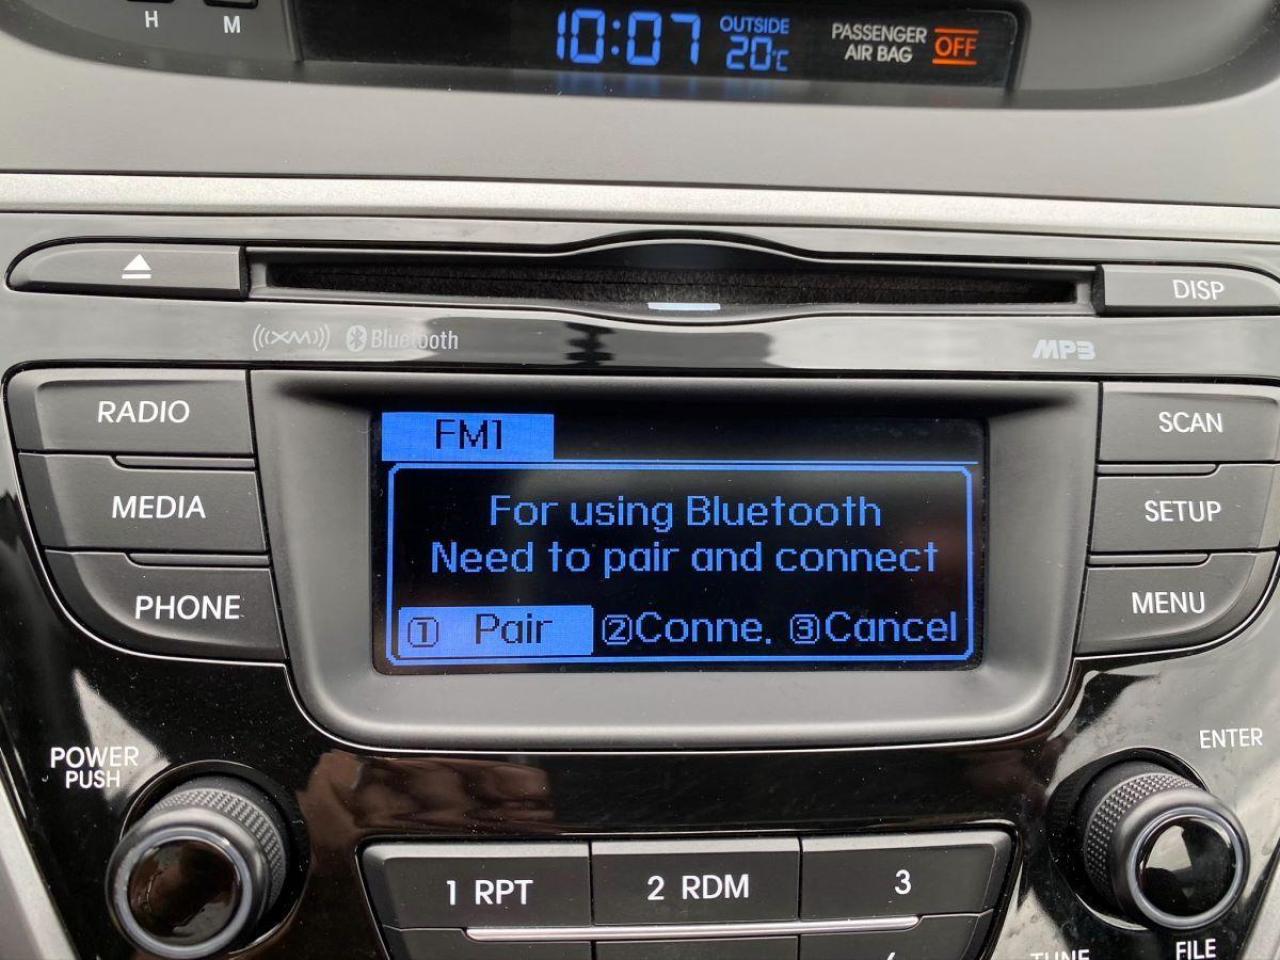 H M
10:07
OUTSIDE
20°C
PASSENGER
AIR BAG
OFF
DISP
((XM)) Bluetooth
MP3
RADIO
MEDIA
PHONE
SCAN
SETUP
MENU
FM1
For using Bluetooth
Need to pair and connect
① Pair ②Conne. ③Cancel
POWER
PUSH
ENTER
1 RPT
2 RDM
3
TUNE
FILE